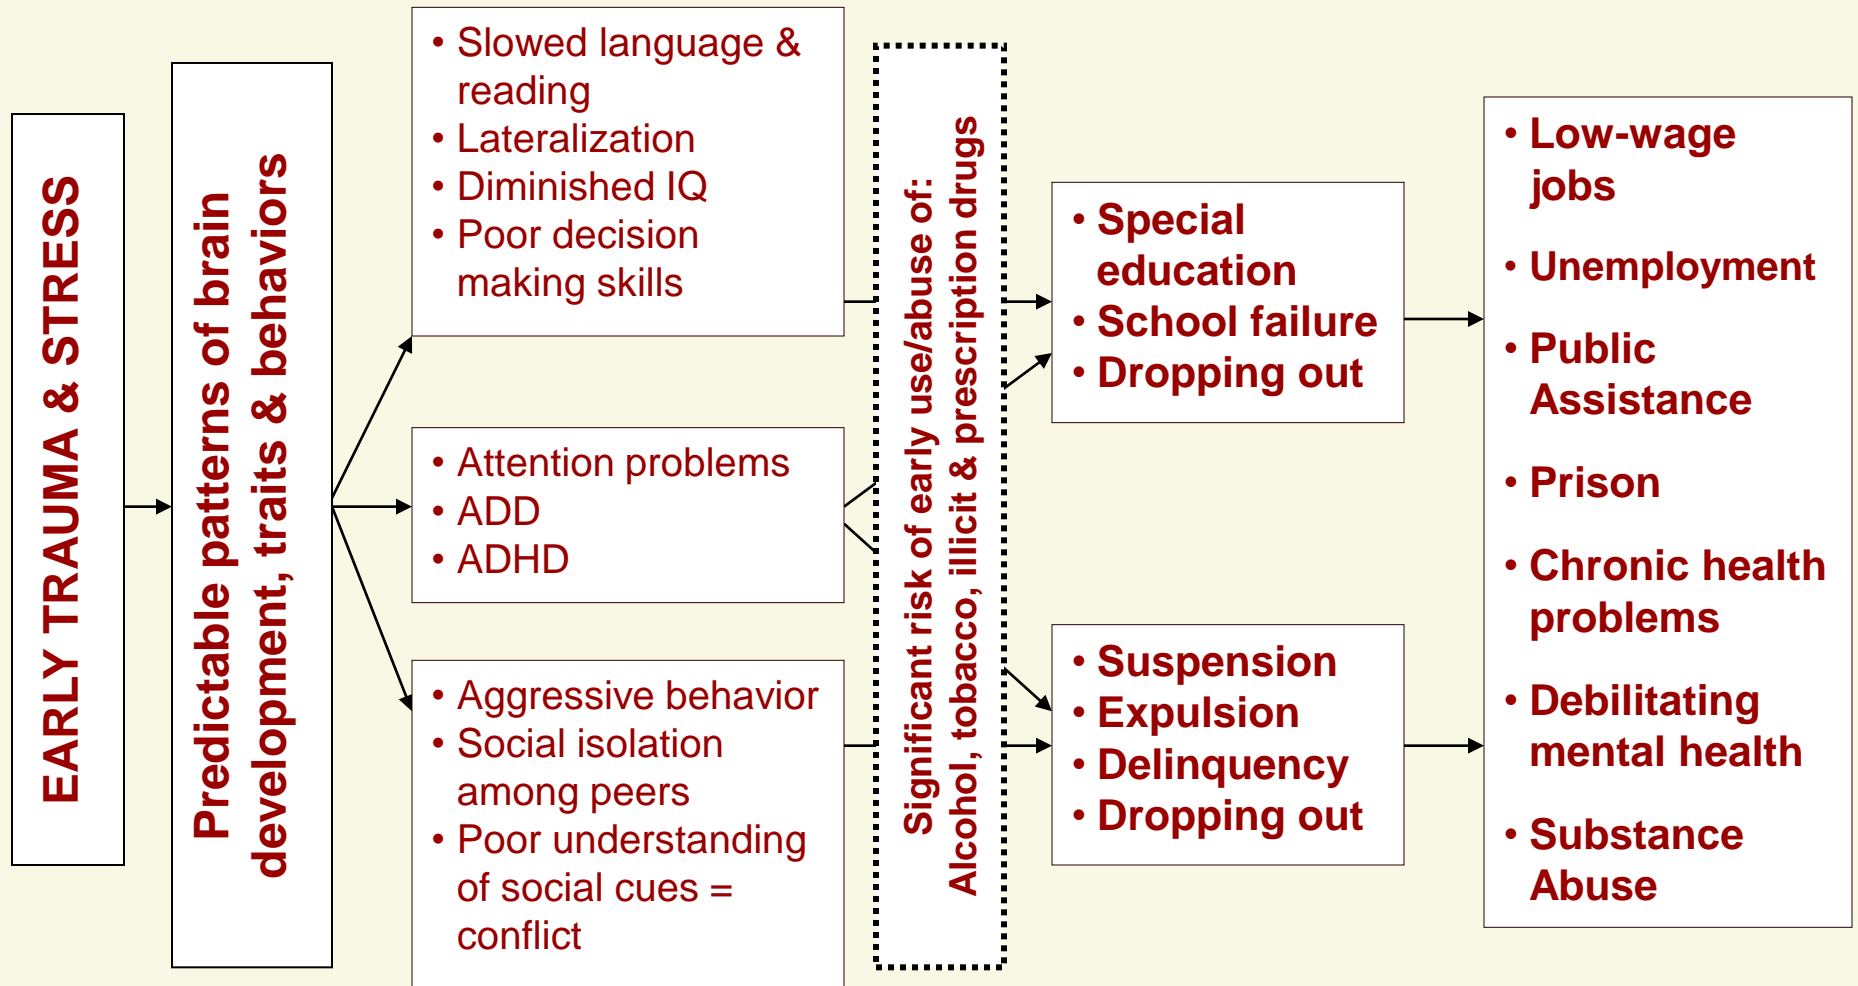 EARLY TRAUMA & STRESS
Predictable patterns of brain
development, traits & behaviors
• Slowed language &
reading
• Lateralization
• Diminished IQ
• Poor decision
making skills
• Attention problems
• ADD
• ADHD
• Aggressive behavior
• Social isolation
among peers
• Poor understanding
of social cues =
conflict
Significant risk of early use/abuse of:
Alcohol, tobacco, illicit & prescription drugs
• Special
education
• School failure
• Dropping out
• Suspension
• Expulsion
• Delinquency
• Dropping out
• Low-wage
jobs
• Unemployment
• Public
Assistance
• Prison
• Chronic health
problems
• Debilitating
mental health
• Substance
Abuse